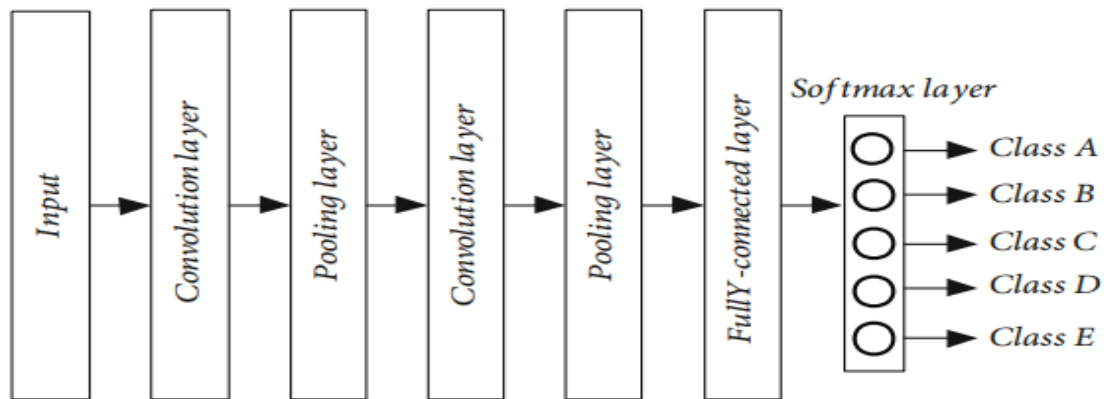 Input
Convolution layer
Pooling layer
Convolution layer
Pooling layer
FullY-connected layer
Softmax layer
Class A
Class B
Class C
Class D
Class E